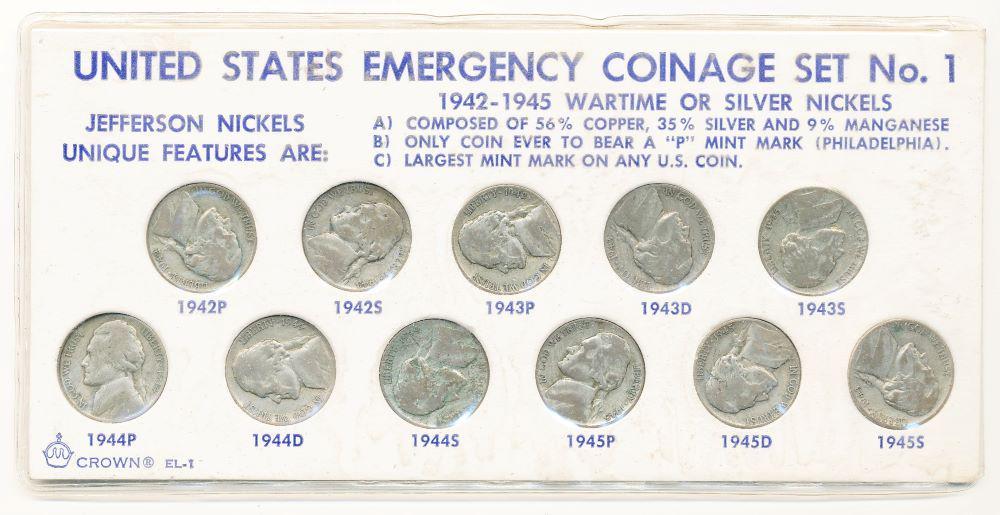 UNITED STATES EMERGENCY COINAGE SET No. 1
1942-1945 WARTIME OR SILVER NICKELS
JEFFERSON NICKELS
UNIQUE FEATURES ARE:
A) COMPOSED OF 56% COPPER, 35% SILVER AND 9% MANGANESE
B) ONLY COIN EVER TO BEAR A "P" MINT MARK (PHILADELPHIA).
C) LARGEST MINT MARK ON ANY U.S. COIN.
1942P 1942S 1943P 1943D 1943S
1944P 1944D 1944S 1945P 1945D 1945S
CROWN® EL-1